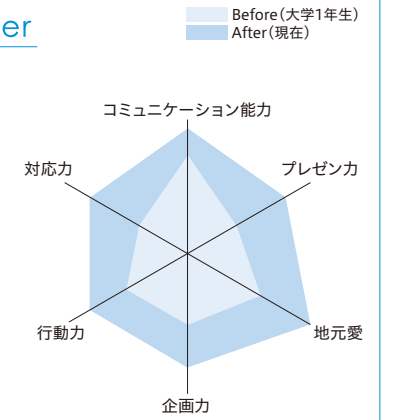 er
Before(大学1年生)
After(現在)
コミュニケーション能力
対応力
プレゼン力
行動力
地元愛
企画力